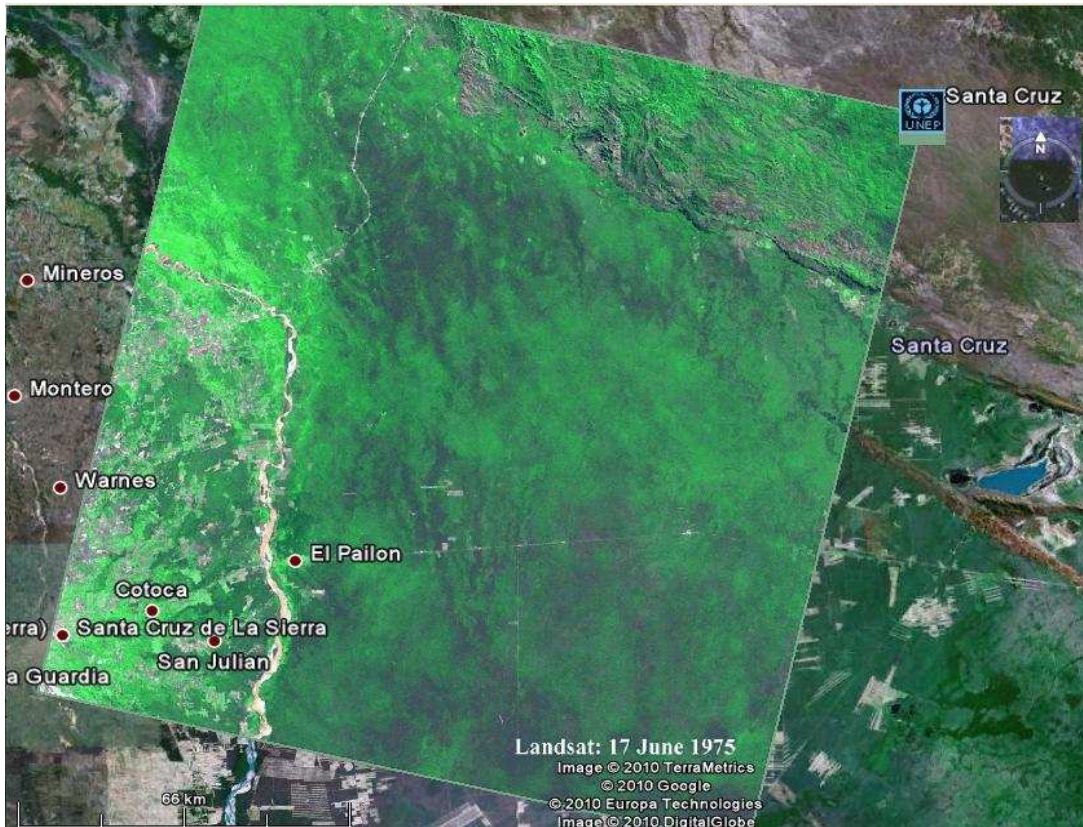 Santa Cruz
UNEP
N
Mineros
Santa Cruz
Montero
Warnes
El Pailon
Cotoca
erra)
Santa Cruz de La Sierra
San Julian
a Guardia
Landsat: 17 June 1975
Image © 2010 TerraMetrics
© 2010 Google
© 2010 Europa Technologies
Image © 2010 DigitalGlobe
66 km